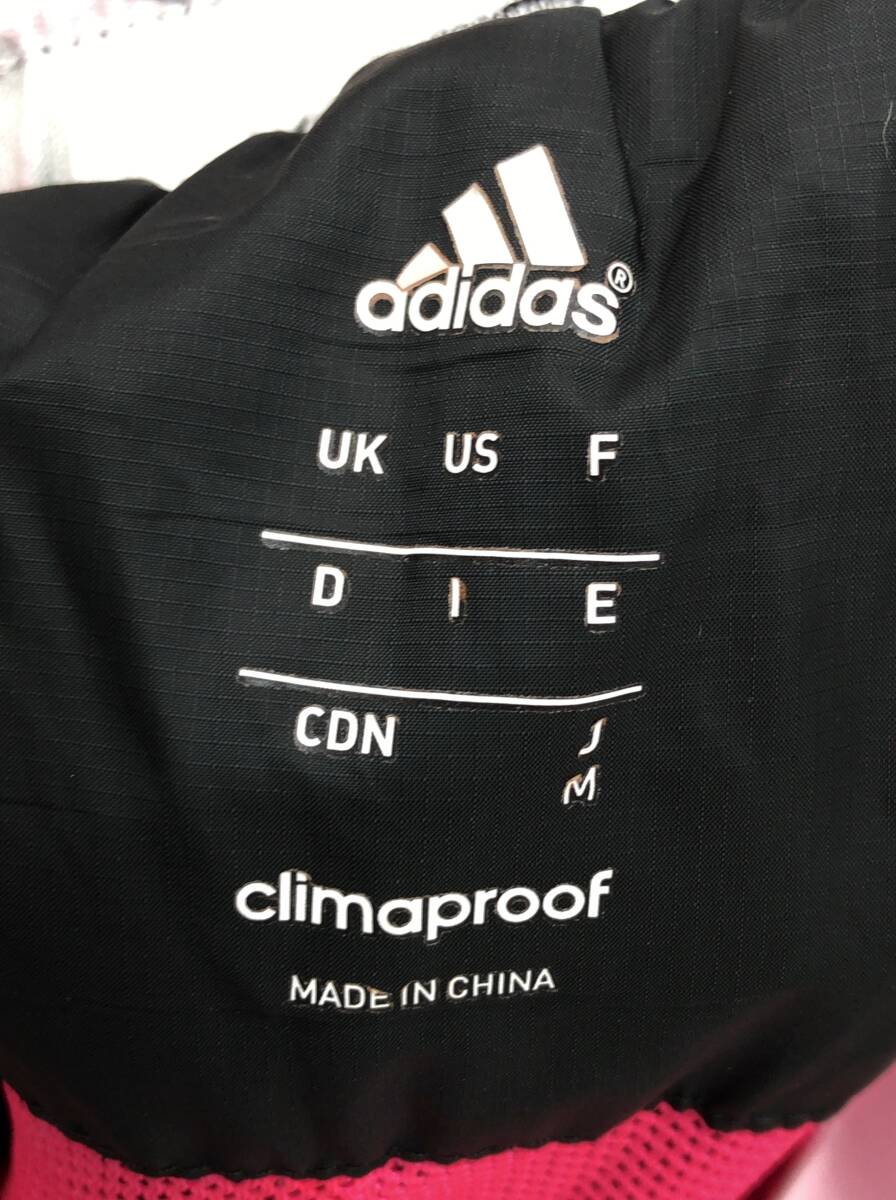 adidas®
UK US F
D I E
CDN J
M
climaproof
MADE IN CHINA